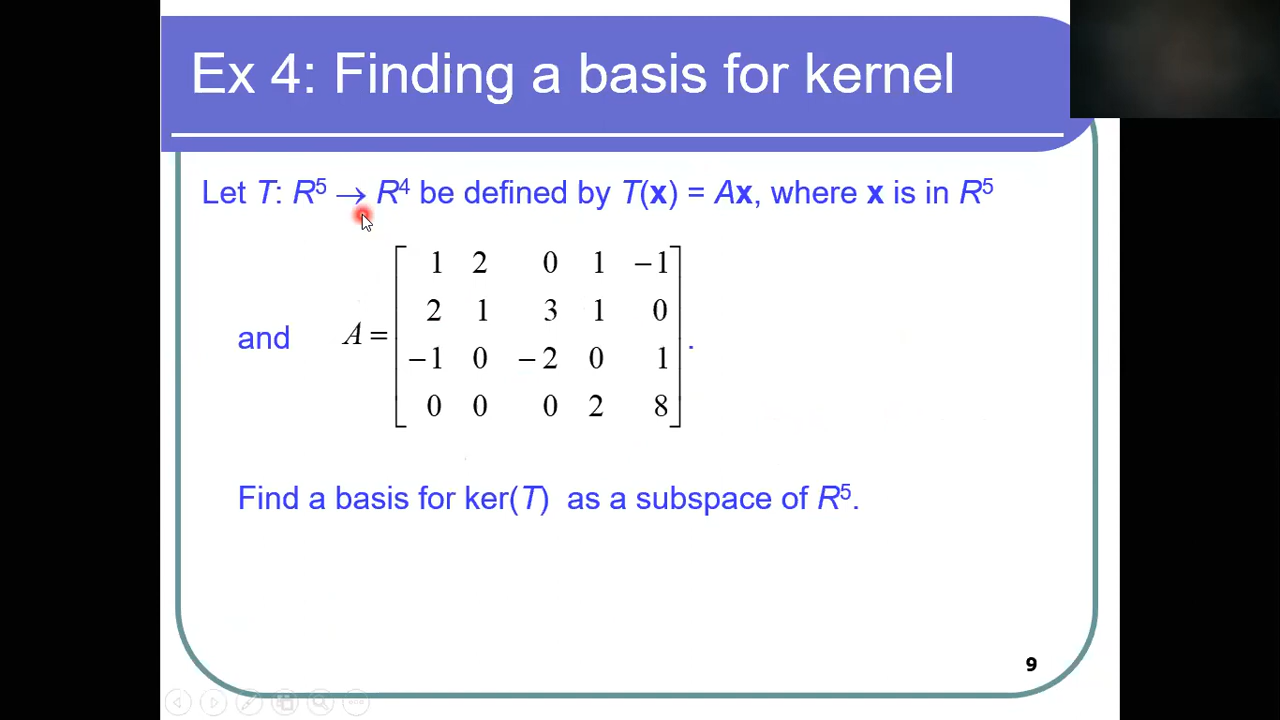 Ex 4: Finding a basis for kernel
Let T: R⁵ → R⁴ be defined by T(x) = Ax, where x is in R⁵
1 2 0 1 −1
2 1 3 1 0
and A = .
−1 0 −2 0 1
0 0 0 2 8
Find a basis for ker(T) as a subspace of R⁵.
9